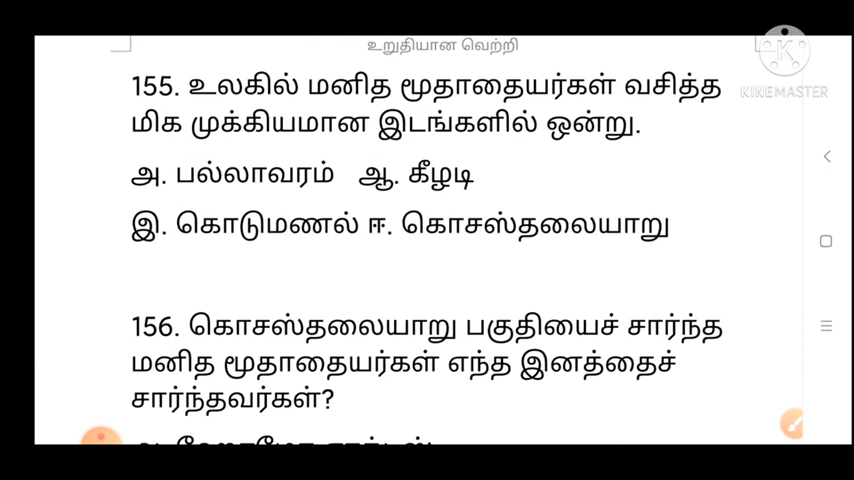 உறுதியான வெற்றி
KINEMASTER
155. உலகில் மனித மூதாதையர்கள் வசித்த
மிக முக்கியமான இடங்களில் ஒன்று.
அ. பல்லாவரம் ஆ. கீழடி
இ. கொடுமணல் ஈ. கொசஸ்தலையாறு
156. கொசஸ்தலையாறு பகுதியைச் சார்ந்த
மனித மூதாதையர்கள் எந்த இனத்தைச்
சார்ந்தவர்கள்?